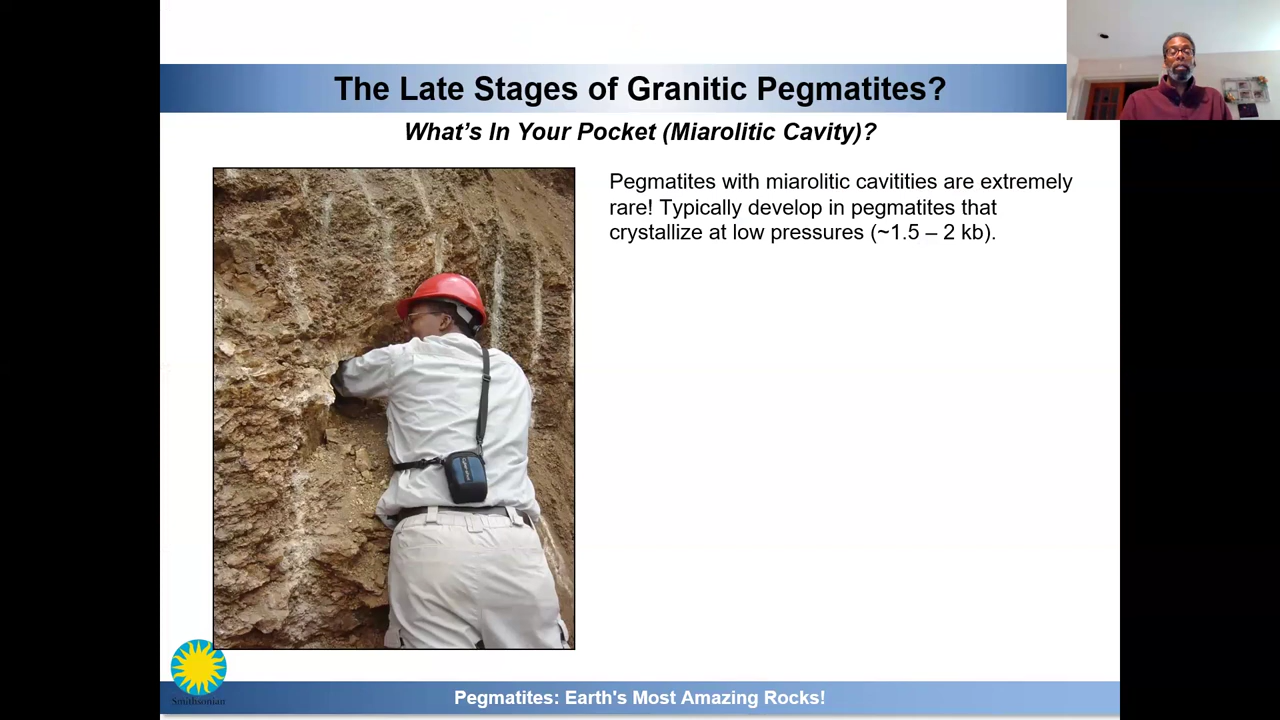 The Late Stages of Granitic Pegmatites?
What's In Your Pocket (Miarolitic Cavity)?
Pegmatites with miarolitic cavitities are extremely
rare! Typically develop in pegmatites that
crystallize at low pressures (~1.5 – 2 kb).
Smithsonian
Pegmatites: Earth's Most Amazing Rocks!